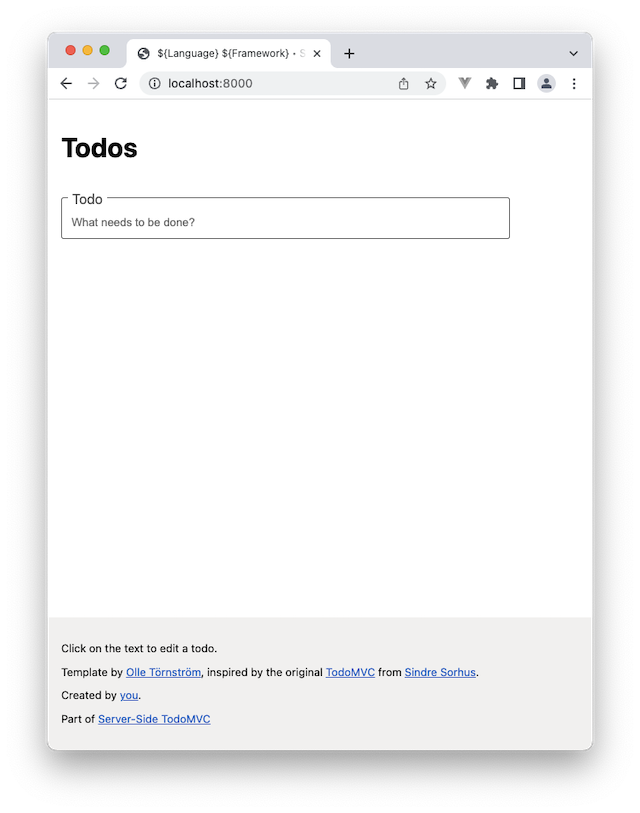 ${Language} ${Framework} • S
localhost:8000
Todos
Todo
What needs to be done?
Click on the text to edit a todo.
Template by Olle Törnström, inspired by the original TodoMVC from Sindre Sorhus.
Created by you.
Part of Server-Side TodoMVC